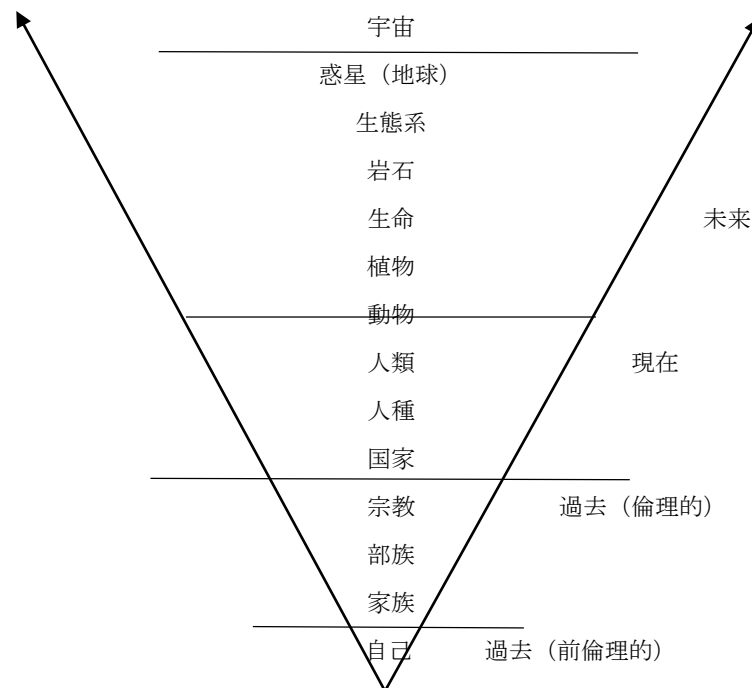 宇宙
惑星（地球）
生態系
岩石
生命 未来
植物
動物
人類 現在
人種
国家
宗教 過去（倫理的）
部族
家族
自己 過去（前倫理的）